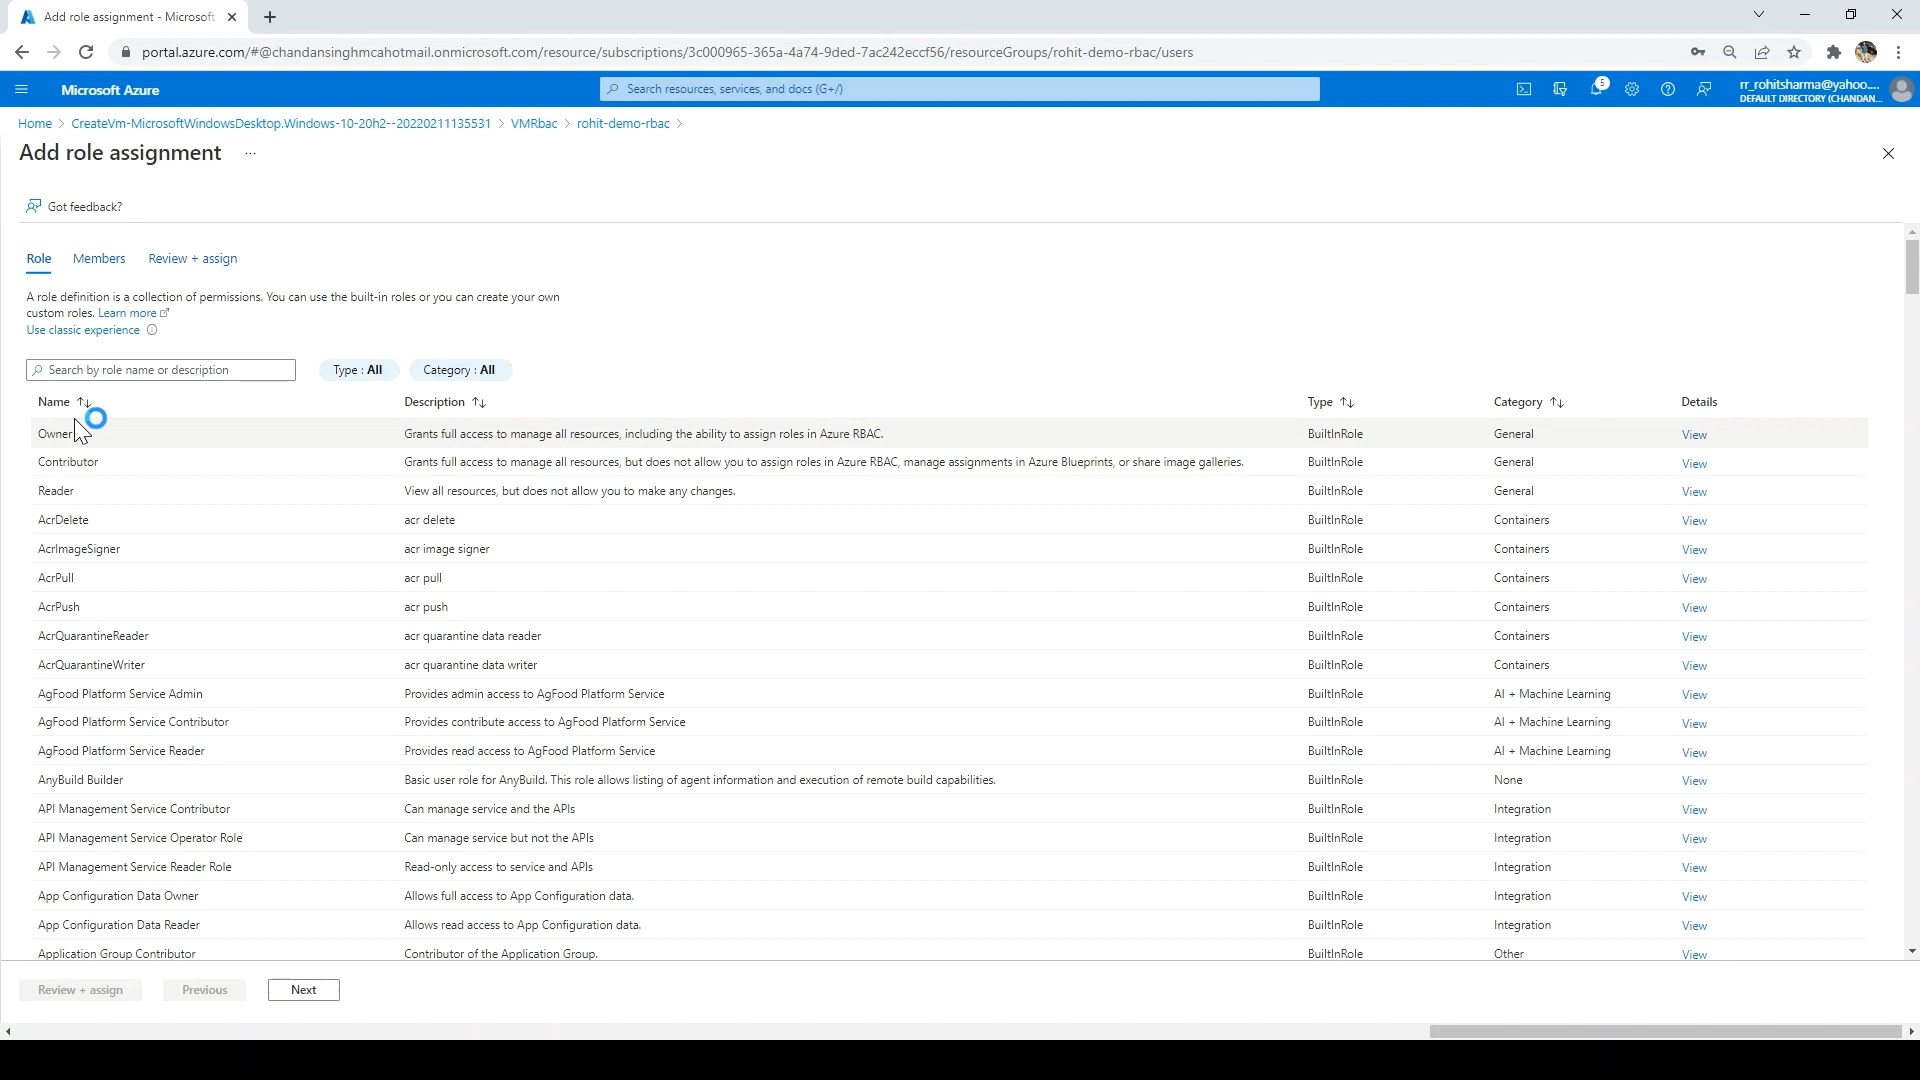 Add role assignment - Microsoft
portal.azure.com/#@chandansinghmcahotmail.onmicrosoft.com/resource/subscriptions/3c000965-365a-4a74-9ded-7ac242eccf56/resourceGroups/rohit-demo-rbac/users
Microsoft Azure
Search resources, services, and docs (G+/)
5
rr_rohitsharma@yahoo....
DEFAULT DIRECTORY (CHANDAN...
Home > CreateVm-MicrosoftWindowsDesktop.Windows-10-20h2--20220211135531 > VMRbac > rohit-demo-rbac >
Add role assignment ...
Got feedback?
Role Members Review + assign
A role definition is a collection of permissions. You can use the built-in roles or you can create your own
custom roles. Learn more
Use classic experience
Search by role name or description Type : All Category : All
Name Description Type Category Details
Owner Grants full access to manage all resources, including the ability to assign roles in Azure RBAC. BuiltInRole General View
Contributor Grants full access to manage all resources, but does not allow you to assign roles in Azure RBAC, manage assignments in Azure Blueprints, or share image galleries. BuiltInRole General View
Reader View all resources, but does not allow you to make any changes. BuiltInRole General View
AcrDelete acr delete BuiltInRole Containers View
AcrImageSigner acr image signer BuiltInRole Containers View
AcrPull acr pull BuiltInRole Containers View
AcrPush acr push BuiltInRole Containers View
AcrQuarantineReader acr quarantine data reader BuiltInRole Containers View
AcrQuarantineWriter acr quarantine data writer BuiltInRole Containers View
AgFood Platform Service Admin Provides admin access to AgFood Platform Service BuiltInRole AI + Machine Learning View
AgFood Platform Service Contributor Provides contribute access to AgFood Platform Service BuiltInRole AI + Machine Learning View
AgFood Platform Service Reader Provides read access to AgFood Platform Service BuiltInRole AI + Machine Learning View
AnyBuild Builder Basic user role for AnyBuild. This role allows listing of agent information and execution of remote build capabilities. BuiltInRole None View
API Management Service Contributor Can manage service and the APIs BuiltInRole Integration View
API Management Service Operator Role Can manage service but not the APIs BuiltInRole Integration View
API Management Service Reader Role Read-only access to service and APIs BuiltInRole Integration View
App Configuration Data Owner Allows full access to App Configuration data. BuiltInRole Integration View
App Configuration Data Reader Allows read access to App Configuration data. BuiltInRole Integration View
Application Group Contributor Contributor of the Application Group. BuiltInRole Other View
Review + assign Previous Next